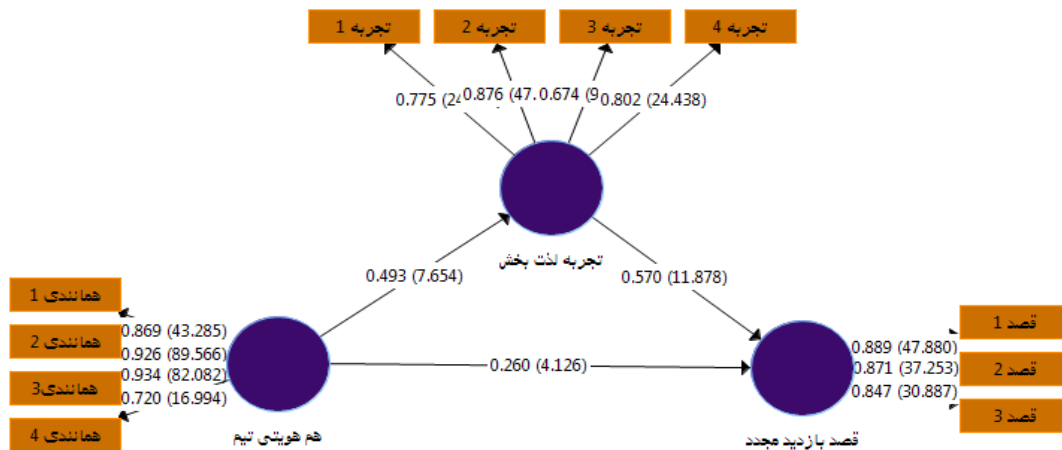 تجربه 1
تجربه 2
تجربه 3
تجربه 4
0.775 (24
0.876 (47.
0.674 (9
0.802 (24.438)
تجربه لذت بخش
0.493 (7.654)
0.570 (11.878)
همانندی 1
همانندی 2
همانندی3
همانندی 4
0.869 (43.285)
0.926 (89.566)
0.934 (82.082)
0.720 (16.994)
هم هویتی تیم
0.260 (4.126)
0.889 (47.880)
0.871 (37.253)
0.847 (30.887)
قصد 1
قصد 2
قصد 3
قصد بازدید مجدد